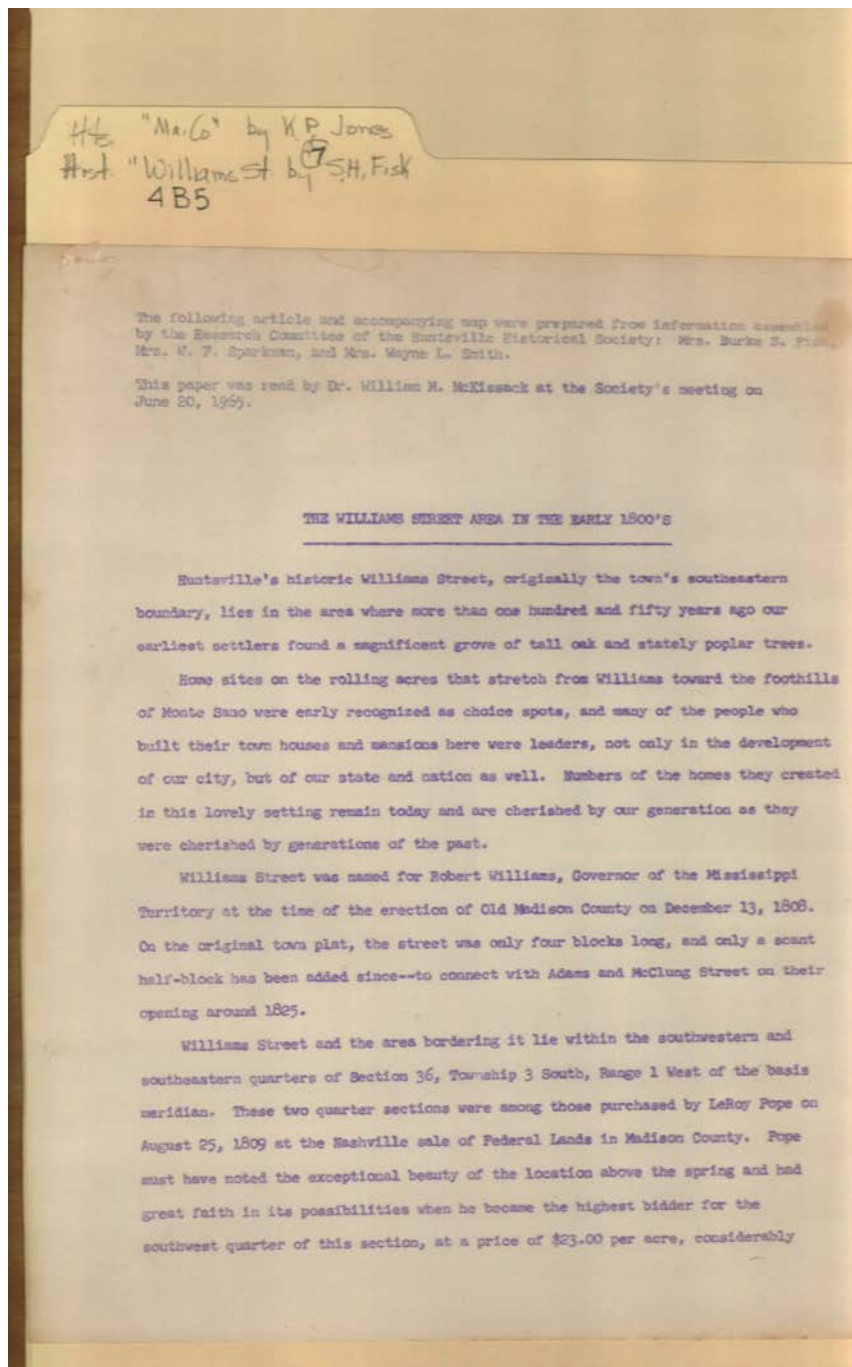 "Ma. Co" by K.P. Jones
"Williams St. by S.H. Fisk
7
4B5
The following article and accompanying map were prepared from information assembled
by the Research Committee of the Huntsville Historical Society: Mrs. Burke S. Fisk,
Mrs. W. F. Sparkman, and Mrs. Wayne L. Smith.
This paper was read by Dr. William M. McKissack at the Society's meeting on
June 20, 1965.
THE WILLIAMS STREET AREA IN THE EARLY 1800'S
Huntsville's historic Williams Street, originally the town's southeastern
boundary, lies in the area where more than one hundred and fifty years ago our
earliest settlers found a magnificent grove of tall oak and stately poplar trees.
Home sites on the rolling acres that stretch from Williams toward the foothills
of Monte Sano were early recognized as choice spots, and many of the people who
built their town houses and mansions here were leaders, not only in the development
of our city, but of our state and nation as well. Numbers of the homes they created
in this lovely setting remain today and are cherished by our generation as they
were cherished by generations of the past.
Williams Street was named for Robert Williams, Governor of the Mississippi
Territory at the time of the erection of Old Madison County on December 13, 1808.
On the original town plat, the street was only four blocks long, and only a scant
half-block has been added since--to connect with Adams and McClung Street on their
opening around 1825.
Williams Street and the area bordering it lie within the southwestern and
southeastern quarters of Section 36, Township 3 South, Range 1 West of the basis
meridian. These two quarter sections were among those purchased by LeRoy Pope on
August 25, 1809 at the Nashville sale of Federal Lands in Madison County. Pope
must have noted the exceptional beauty of the location above the spring and had
great faith in its possibilities when he became the highest bidder for the
southwest quarter of this section, at a price of $23.00 per acre, considerably